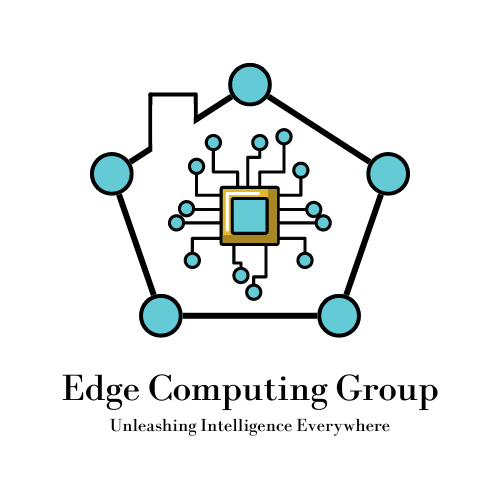 Edge Computing Group
Unleashing Intelligence Everywhere